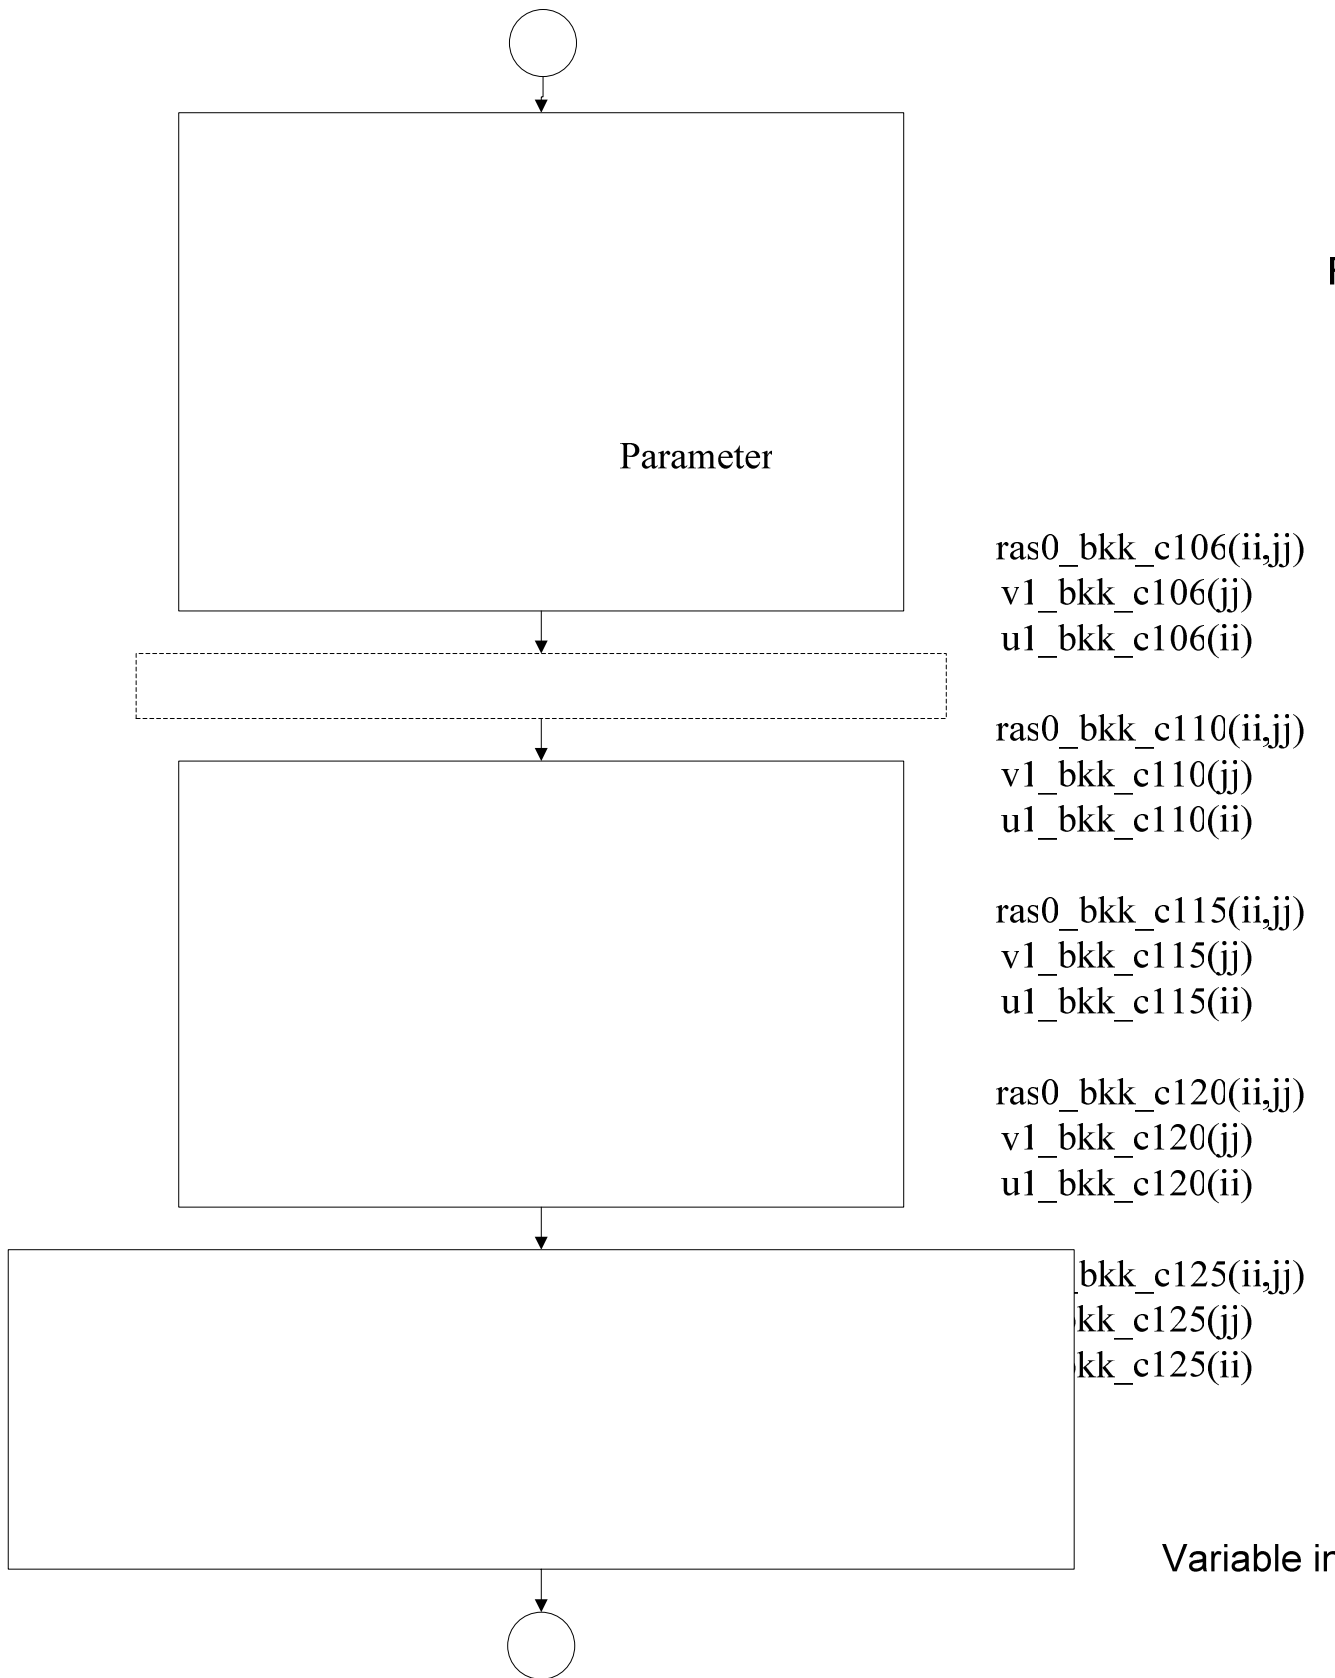 Parameter
ras0_bkk_c106(ii,jj)
v1_bkk_c106(jj)
u1_bkk_c106(ii)
ras0_bkk_c110(ii,jj)
v1_bkk_c110(jj)
u1_bkk_c110(ii)
ras0_bkk_c115(ii,jj)
v1_bkk_c115(jj)
u1_bkk_c115(ii)
ras0_bkk_c120(ii,jj)
v1_bkk_c120(jj)
u1_bkk_c120(ii)
bkk_c125(ii,jj)
kk_c125(jj)
kk_c125(ii)
Variable